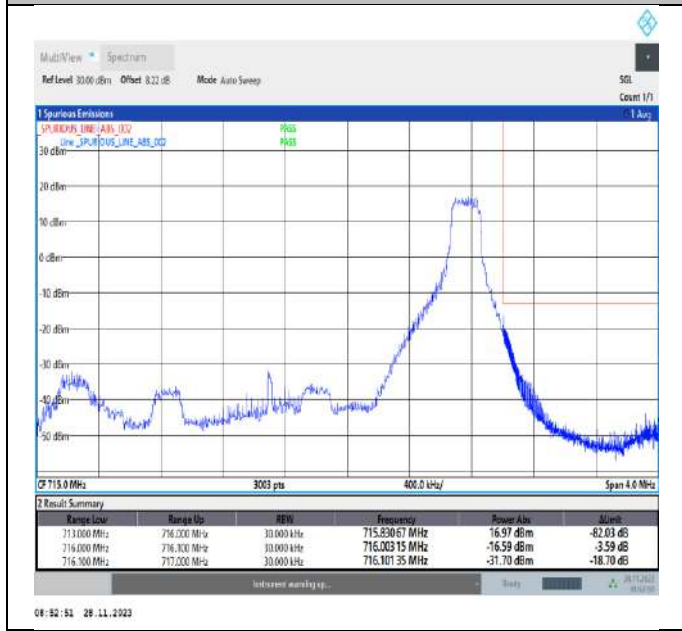 MultiView Spectrum
Ref Level 30.00 dBm Offset 8.22 dB Mode Auto Sweep SGL
Count 1/1
1 Spurious Emissions 1 Avg
_SPURIOUS_LINE_ABS_002 PASS
Line _SPURIOUS_LINE_ABS_002 PASS
30 dBm
20 dBm
10 dBm
0 dBm
-10 dBm
-20 dBm
-30 dBm
-40 dBm
-50 dBm
CF 715.0 MHz 3003 pts 400.0 kHz/ Span 4.0 MHz
2 Result Summary
Range Low Range Up RBW Frequency Power Abs ΔLimit
713.000 MHz 716.000 MHz 30.000 kHz 715.83067 MHz 16.97 dBm -82.03 dB
716.000 MHz 716.100 MHz 30.000 kHz 716.00315 MHz -16.59 dBm -3.59 dB
716.100 MHz 717.000 MHz 30.000 kHz 716.10135 MHz -31.70 dBm -18.70 dB
Instrument warming up... Ready 28.11.2023
08:52:51 28.11.2023